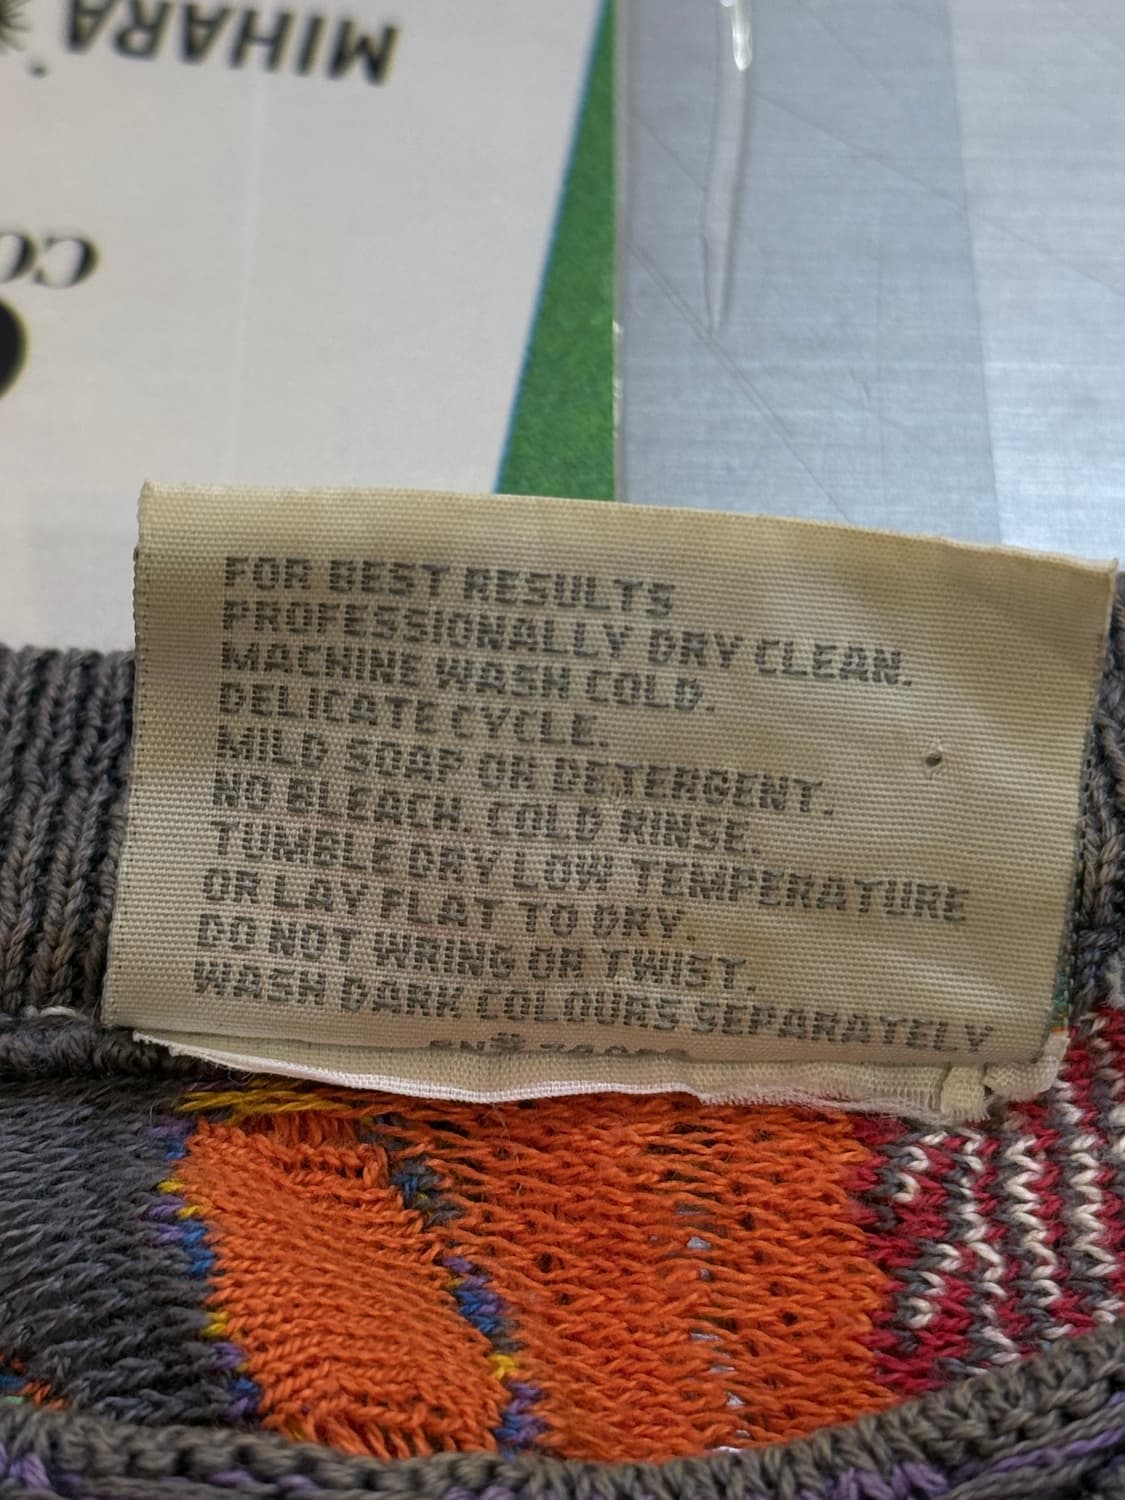 MIHARA
CO
FOR BEST RESULTS
PROFESSIONALLY DRY CLEAN.
MACHINE WASH COLD.
DELICATE CYCLE.
MILD SOAP OR DETERGENT.
NO BLEACH. COLD RINSE.
TUMBLE DRY LOW TEMPERATURE
OR LAY FLAT TO DRY.
DO NOT WRING OR TWIST.
WASH DARK COLOURS SEPARATELY